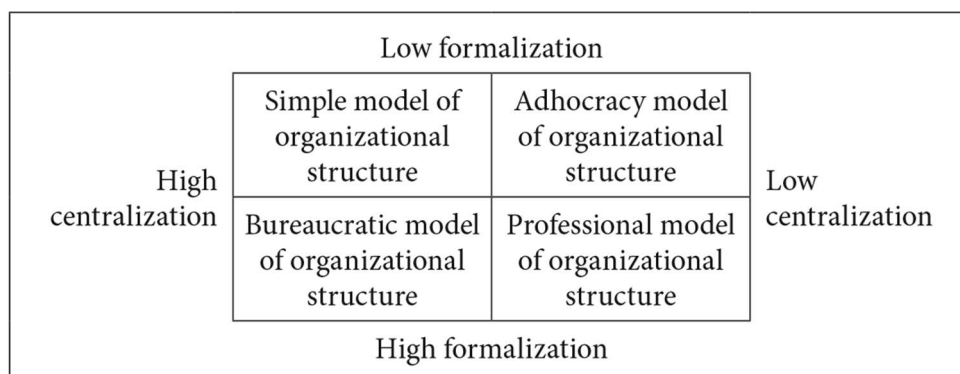 Low formalization
Simple model of
organizational
structure
Adhocracy model
of organizational
structure
High
centralization
Low
centralization
Bureaucratic model
of organizational
structure
Professional model
of organizational
structure
High formalization